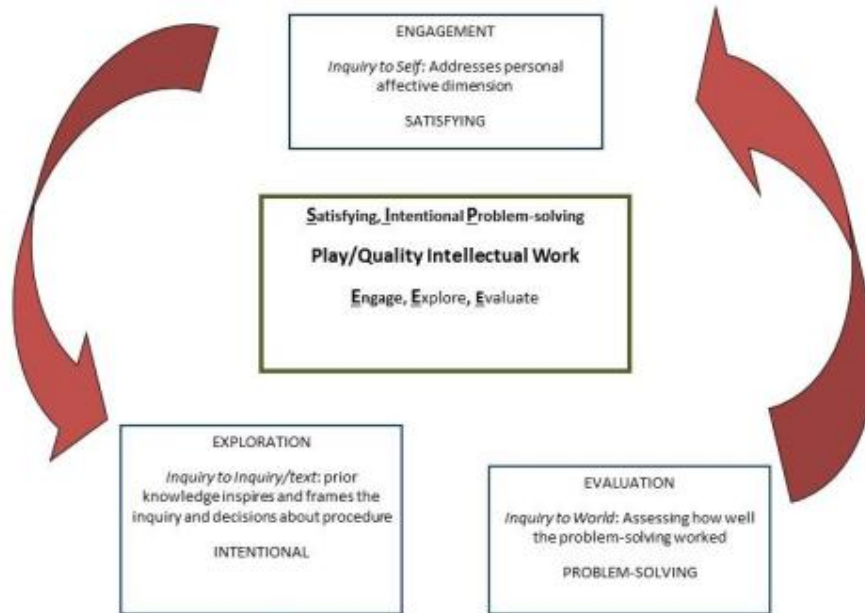 ENGAGEMENT
Inquiry to Self: Addresses personal
affective dimension
SATISFYING
Satisfying, Intentional Problem-solving
Play/Quality Intellectual Work
Engage, Explore, Evaluate
EXPLORATION
Inquiry to Inquiry/text: prior
knowledge inspires and frames the
inquiry and decisions about procedure
INTENTIONAL
EVALUATION
Inquiry to World: Assessing how well
the problem-solving worked
PROBLEM-SOLVING